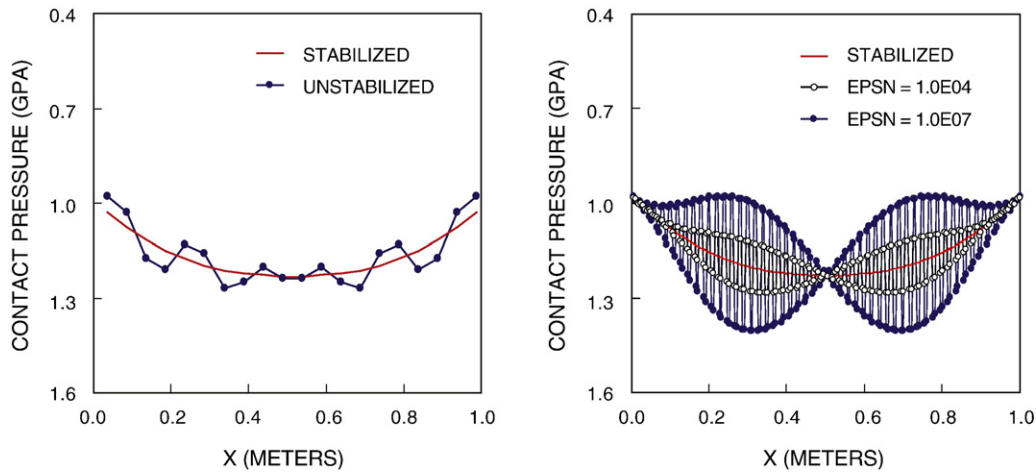 0.4
0.7
1.0
1.3
1.6
CONTACT PRESSURE (GPA)
STABILIZED
UNSTABILIZED
0.0 0.2 0.4 0.6 0.8 1.0
X (METERS)
0.4
0.7
1.0
1.3
1.6
CONTACT PRESSURE (GPA)
STABILIZED
EPSN = 1.0E04
EPSN = 1.0E07
0.0 0.2 0.4 0.6 0.8 1.0
X (METERS)